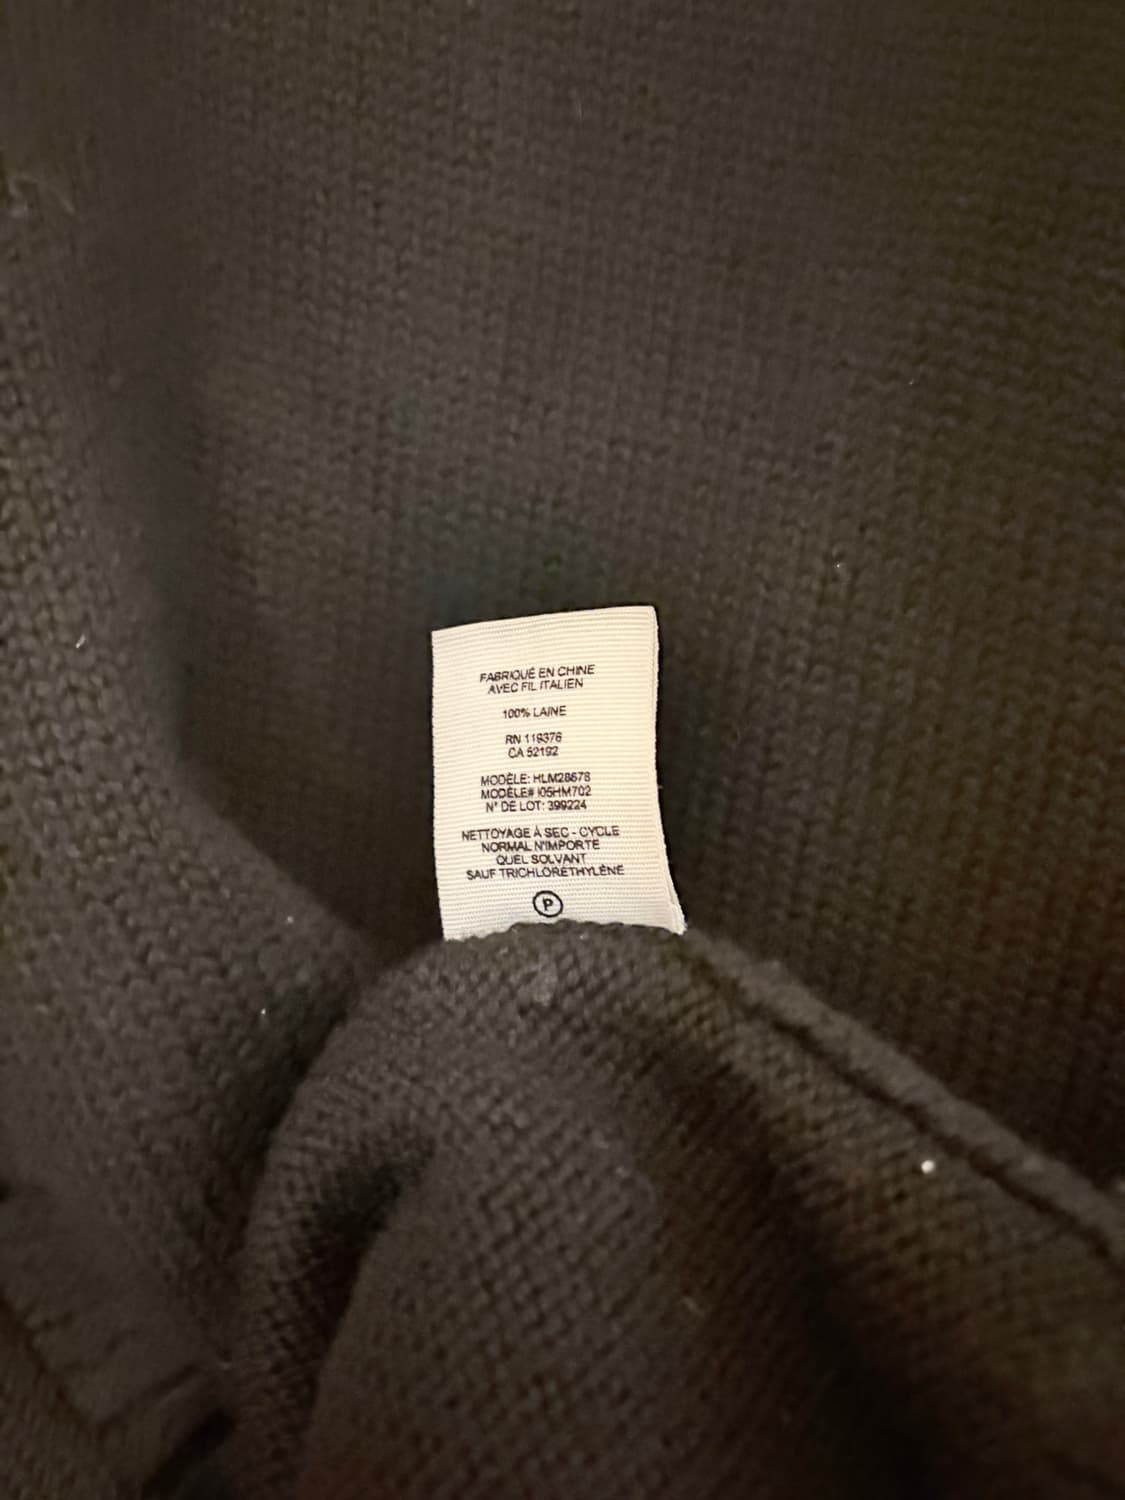 FABRIQUÉ EN CHINE
AVEC FIL ITALIEN
100% LAINE
RN 119376
CA 52192
MODÈLE: HLM28678
MODÈLE# I05HM702
N° DE LOT: 399224
NETTOYAGE À SEC - CYCLE
NORMAL N'IMPORTE
QUEL SOLVANT
SAUF TRICHLORÉTHYLÈNE
P